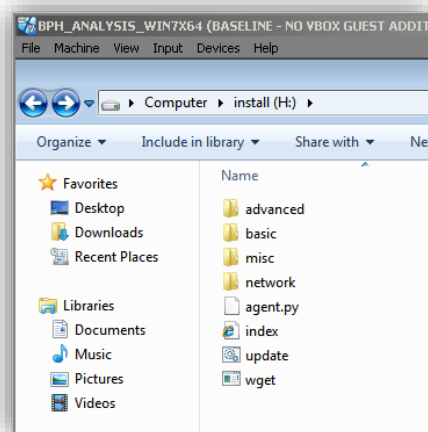 BPH_ANALYSIS_WIN7X64 (BASELINE - NO VBOX GUEST ADDIT
File Machine View Input Devices Help
Computer install (H:)
Organize Include in library Share with Ne
Favorites
Desktop
Downloads
Recent Places
Libraries
Documents
Music
Pictures
Videos
Name
advanced
basic
misc
network
agent.py
index
update
wget